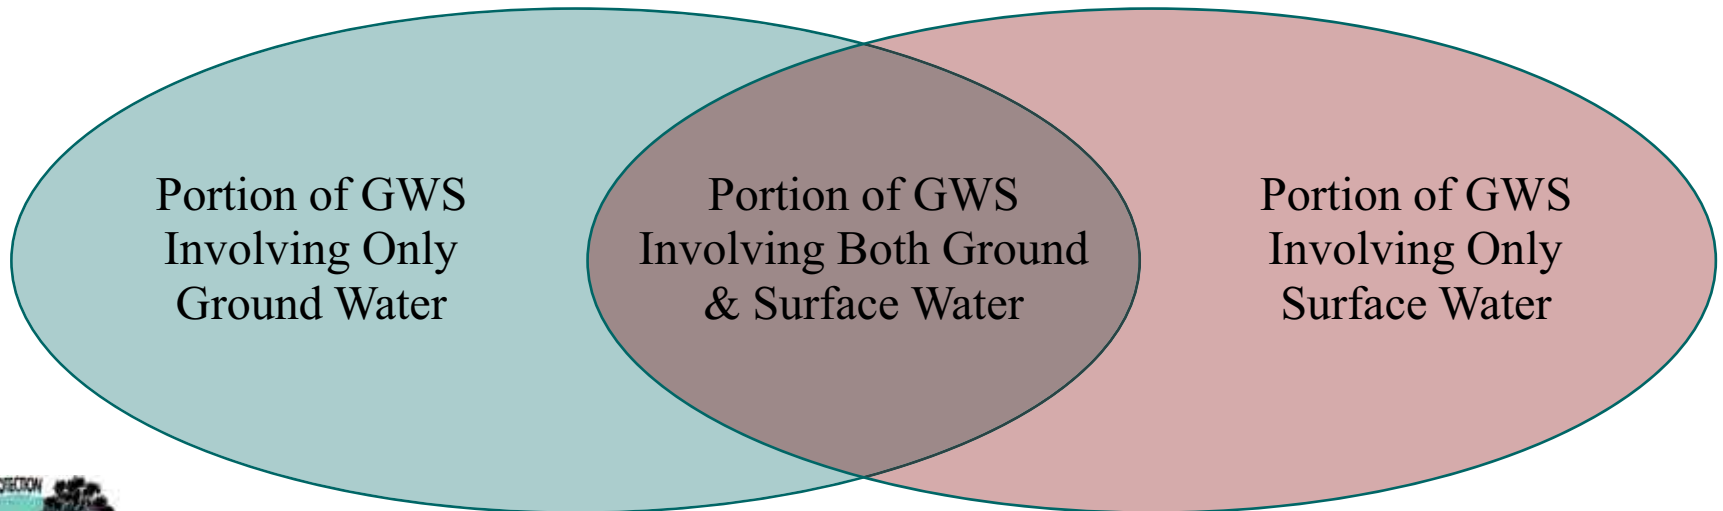 Portion of GWS
Involving Only
Ground Water
Portion of GWS
Involving Both Ground
& Surface Water
Portion of GWS
Involving Only
Surface Water